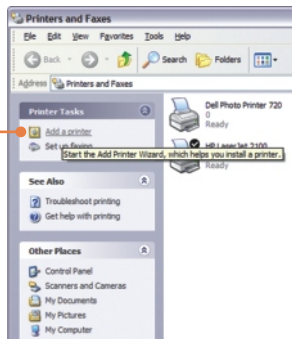 Printers and Faxes
File Edit View Favorites Tools Help
Back Search Folders
Address Printers and Faxes
Printer Tasks
Add a printer
Set up faxing
Start the Add Printer Wizard, which helps you install a printer.
See Also
Troubleshoot printing
Get help with printing
Other Places
Control Panel
Scanners and Cameras
My Documents
My Pictures
My Computer
Dell Photo Printer 720
0
Ready
HP LaserJet 2100
Ready